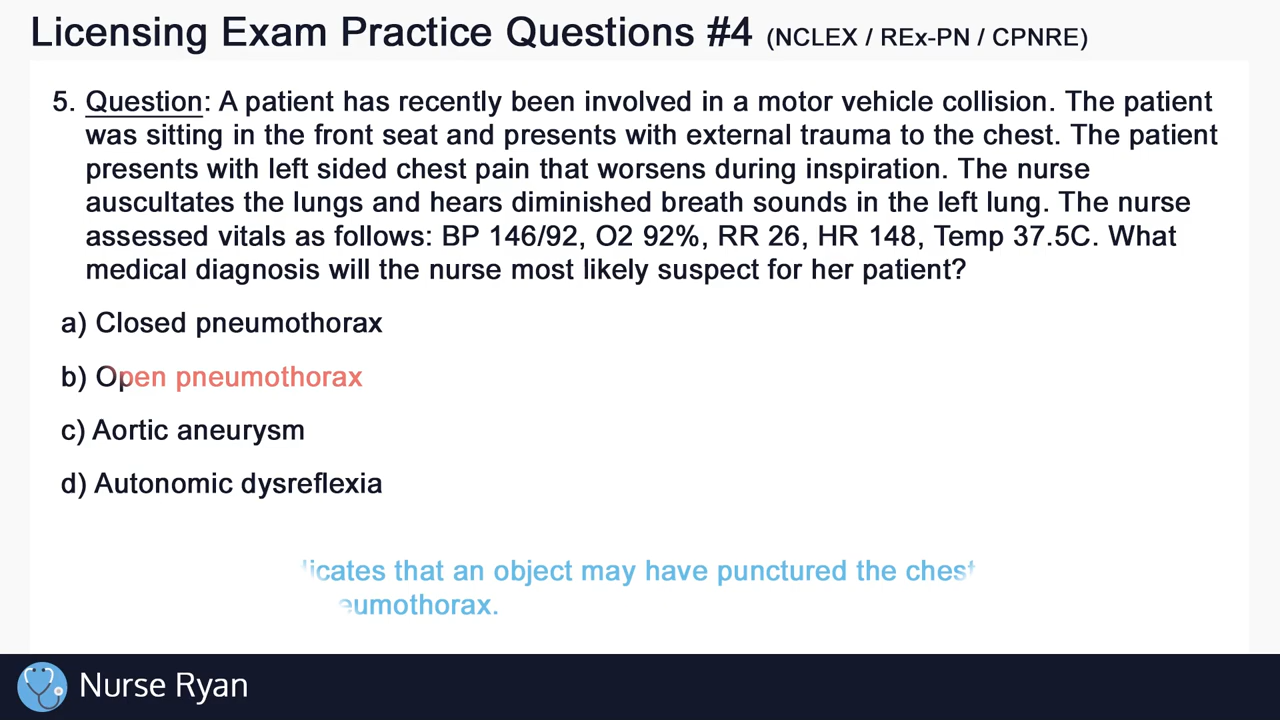 Licensing Exam Practice Questions #4 (NCLEX / REx-PN / CPNRE)
5. Question: A patient has recently been involved in a motor vehicle collision. The patient
was sitting in the front seat and presents with external trauma to the chest. The patient
presents with left sided chest pain that worsens during inspiration. The nurse
auscultates the lungs and hears diminished breath sounds in the left lung. The nurse
assessed vitals as follows: BP 146/92, O2 92%, RR 26, HR 148, Temp 37.5C. What
medical diagnosis will the nurse most likely suspect for her patient?
a) Closed pneumothorax
b) Open pneumothorax
c) Aortic aneurysm
d) Autonomic dysreflexia
that an object may have punctured the chest
Nurse Ryan